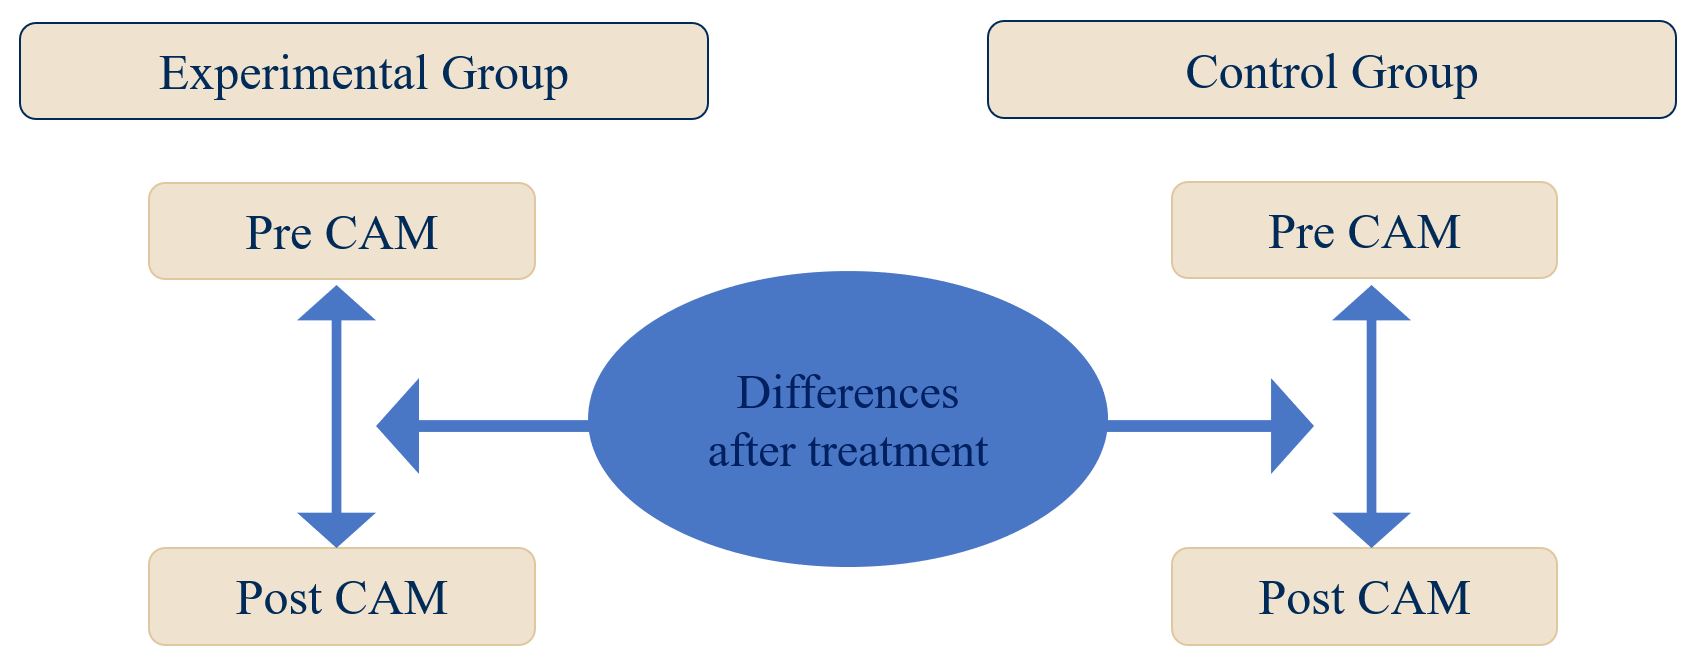 Experimental Group
Control Group
Pre CAM
Pre CAM
Differences
after treatment
Post CAM
Post CAM